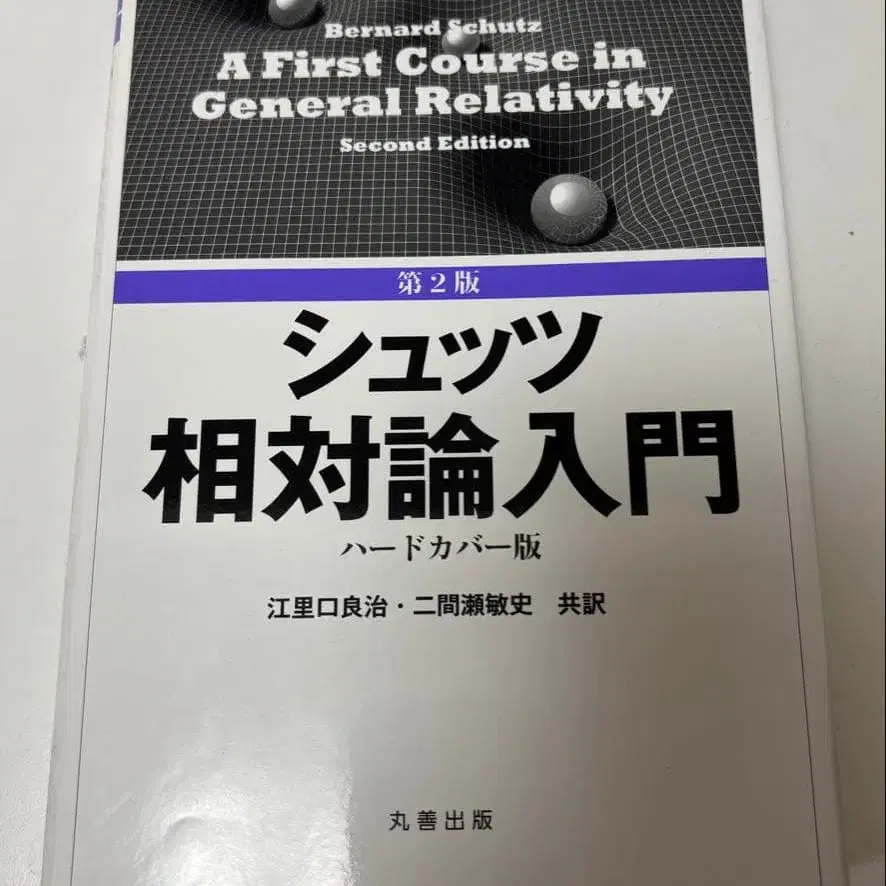 Bernard Schutz
A First Course in
General Relativity
Second Edition
第2版
シュッツ
相対論入門
ハードカバー版
江里口良治・二間瀬敏史 共訳
丸善出版